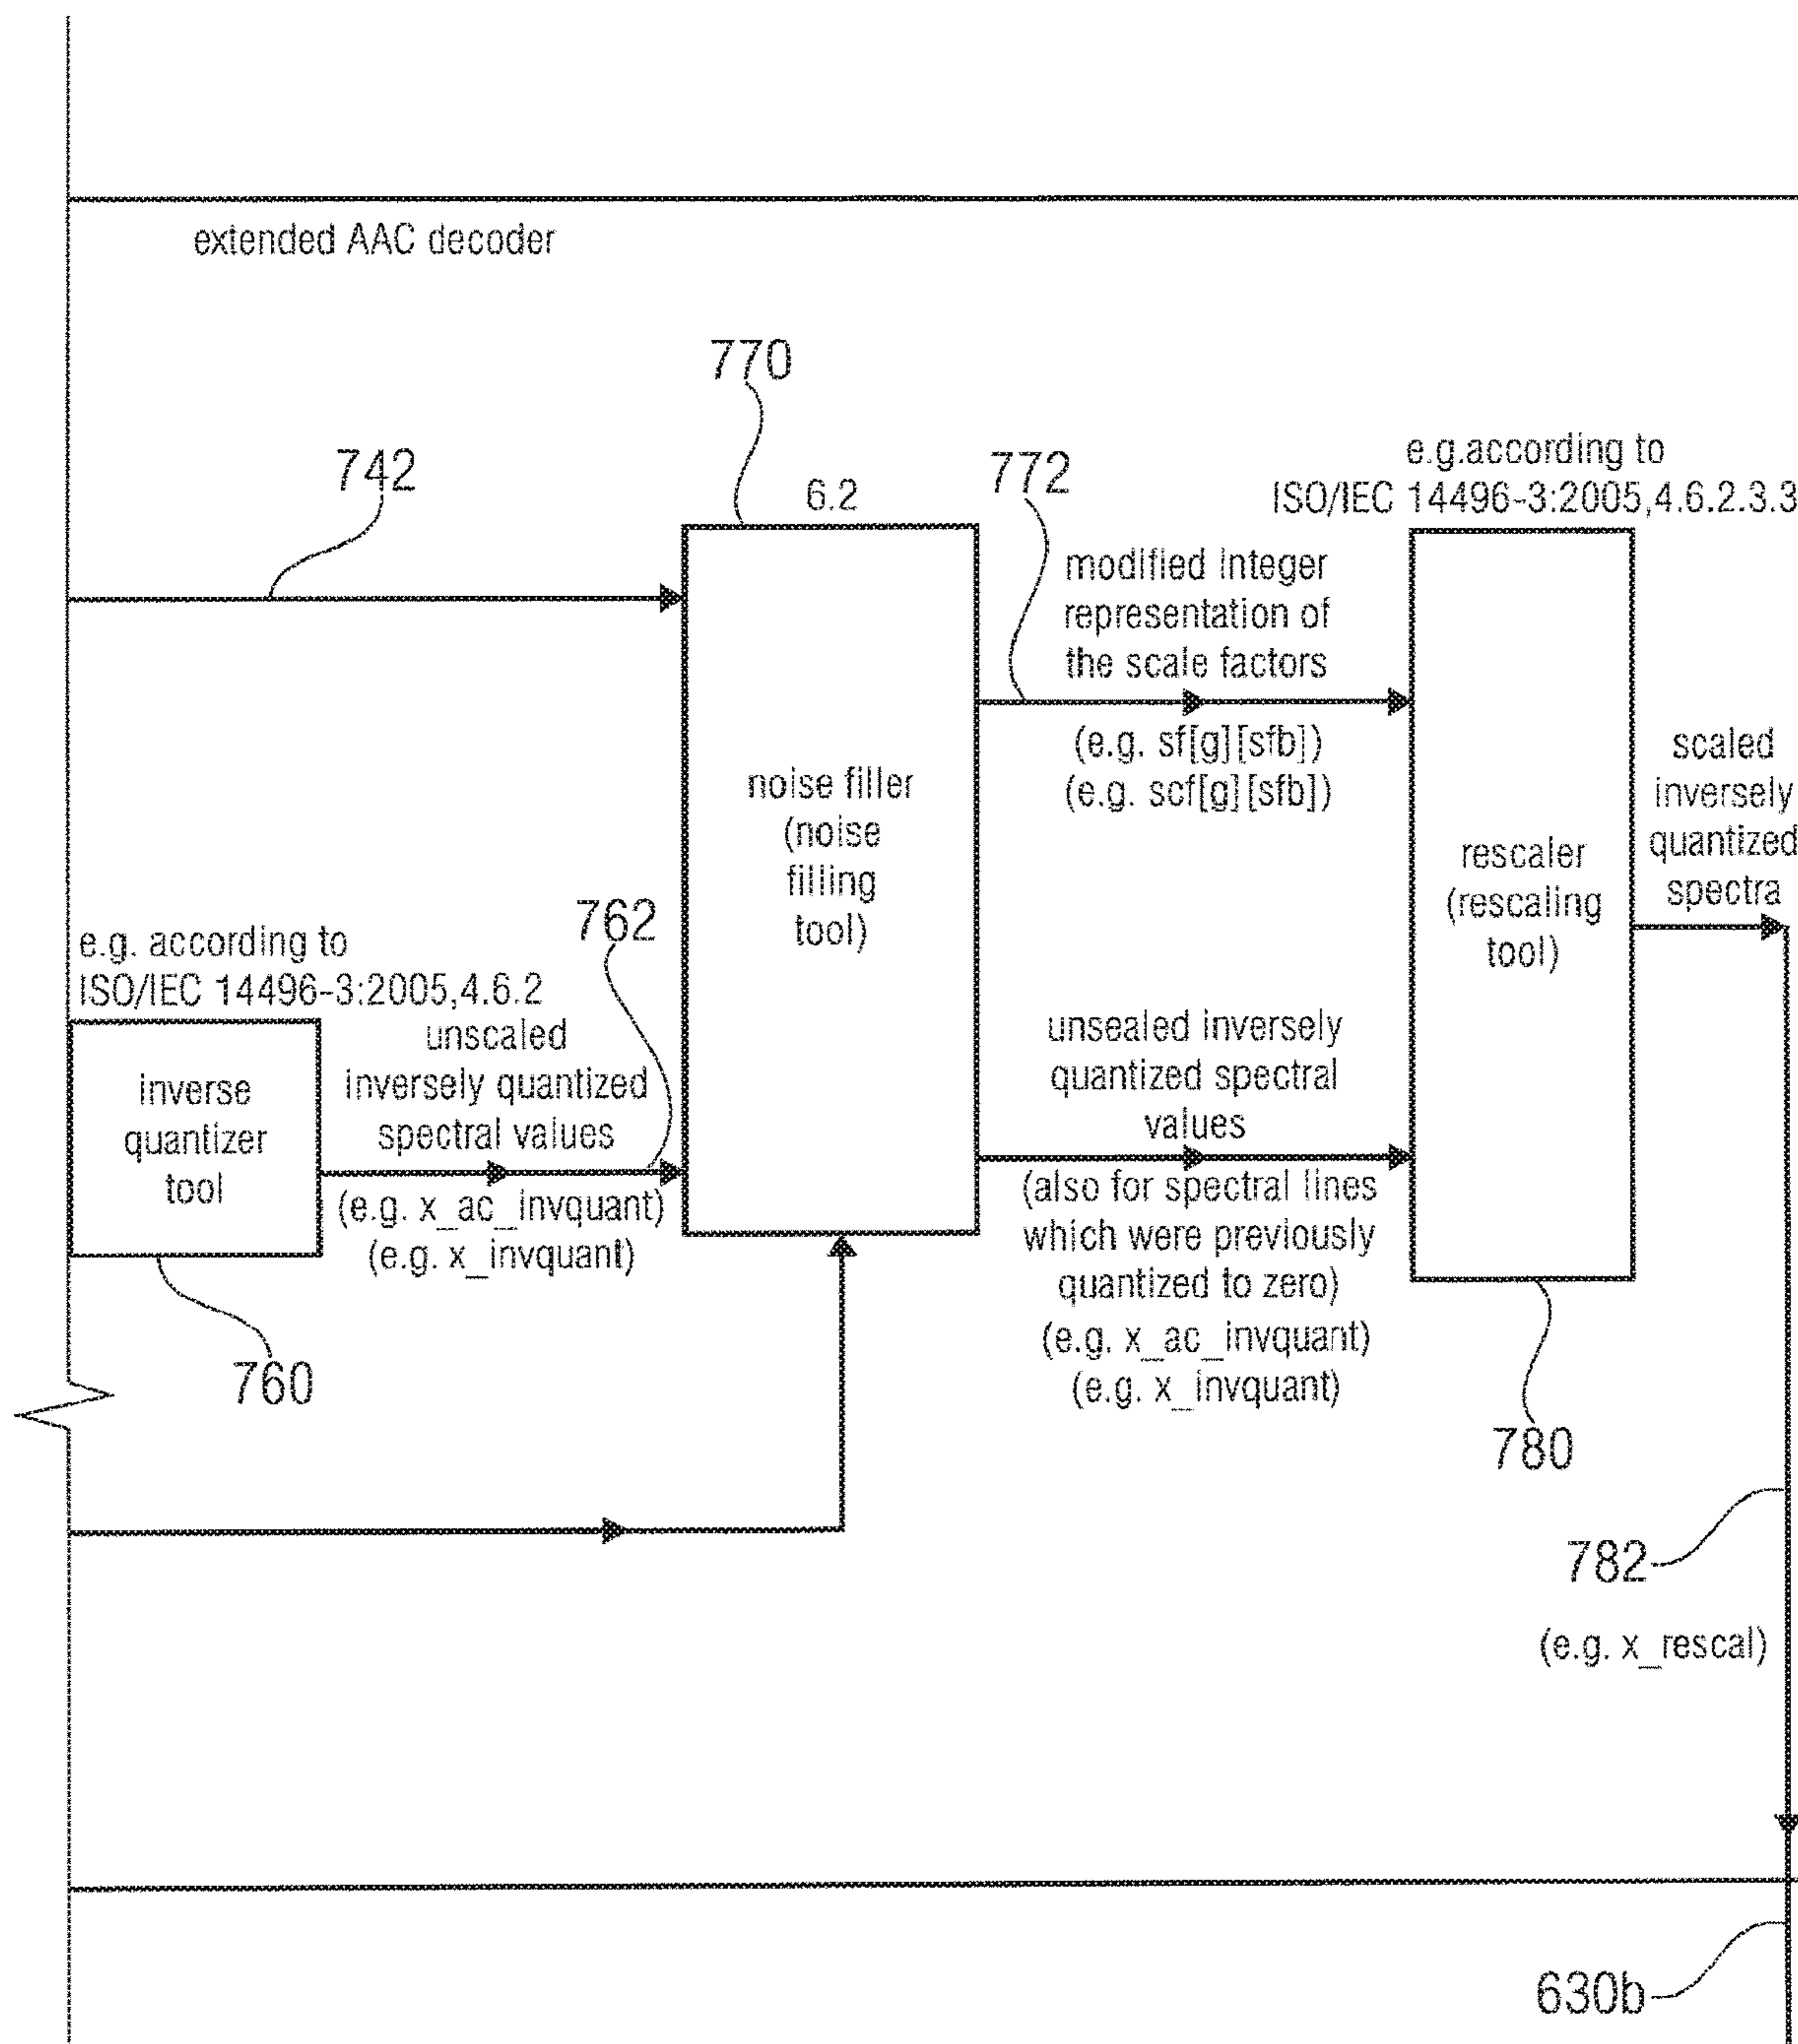 extended AAC decoder
770
742
6.2
772
e.g.according to
ISO/IEC 14496-3:2005,4.6.2.3.3
modified integer
representation of
the scale factors
(e.g. sf[g][sfb])
(e.g. scf[g][sfb])
noise filler
(noise
filling
tool)
rescaler
(rescaling
tool)
scaled
inversely
quantized
spectra
762
e.g. according to
ISO/IEC 14496-3:2005,4.6.2
inverse
quantizer
tool
unscaled
inversely quantized
spectral values
(e.g. x_ac_invquant)
(e.g. x_invquant)
unsealed inversely
quantized spectral
values
(also for spectral lines
which were previously
quantized to zero)
(e.g. x_ac_invquant)
(e.g. x_invquant)
760
780
782
(e.g. x_rescal)
630b